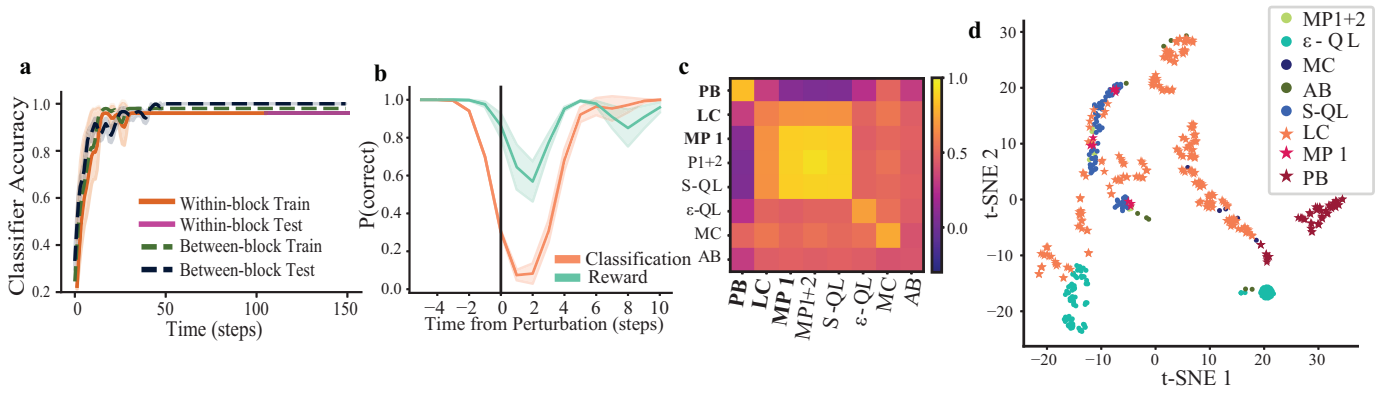 a
Classifier Accuracy
1.0
0.8
0.6
0.4
0.2
0
50
100
150
Time (steps)
Within-block Train
Within-block Test
Between-block Train
Between-block Test
b
P(correct)
1.0
0.8
0.6
0.4
0.2
0.0
−4
−2
0
2
4
6
8
10
Time from Perturbation (steps)
Classification
Reward
c
PB
LC
MP 1
P1+2
S-QL
ε-QL
MC
AB
PB
LC
MP 1
MP1+2
S-QL
ε-QL
MC
AB
1.0
0.5
0.0
d
t-SNE 2
20
10
0
−10
−20
−20
−10
0
10
20
30
t-SNE 1
MP1+2
ε - Q L
MC
AB
S-QL
LC
MP 1
PB